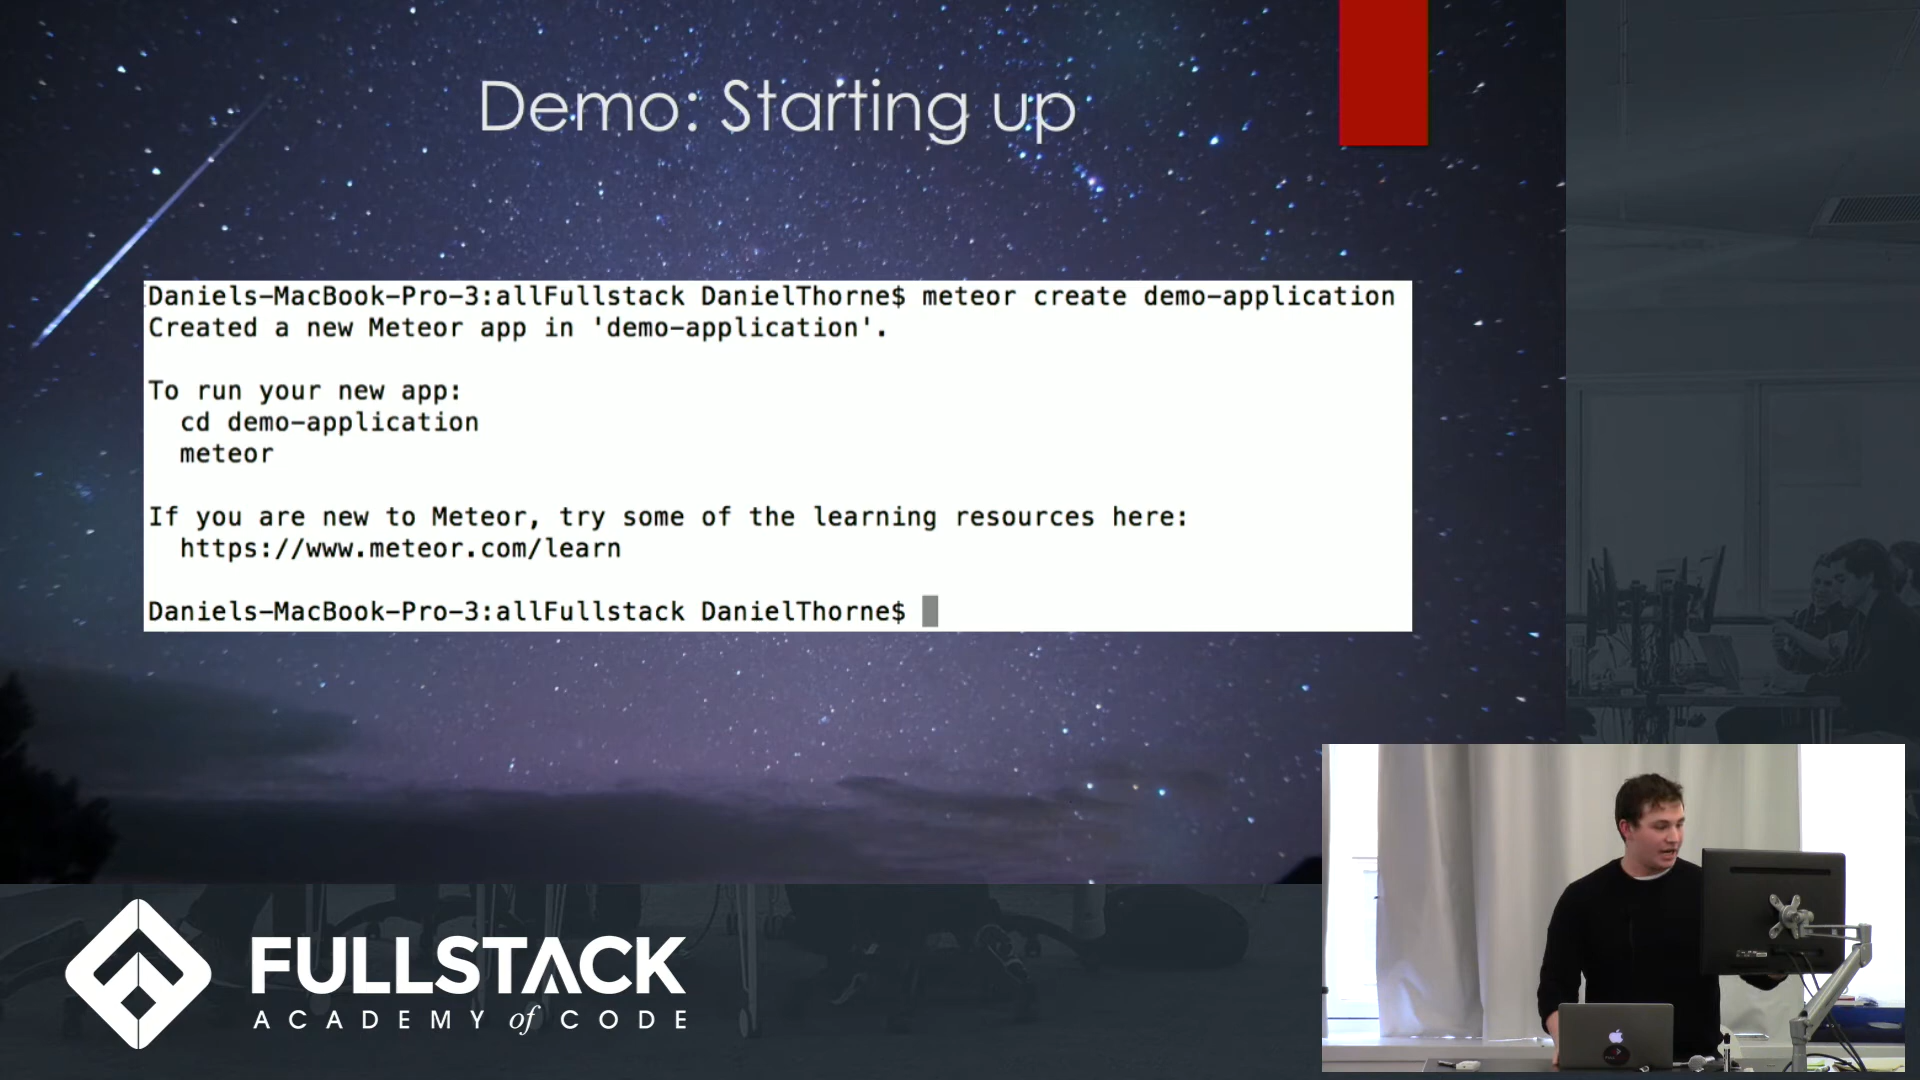 Demo: Starting up
Daniels-MacBook-Pro-3:allFullstack DanielThorne$ meteor create demo-application
Created a new Meteor app in 'demo-application'.
To run your new app:
cd demo-application
meteor
If you are new to Meteor, try some of the learning resources here:
https://www.meteor.com/learn
Daniels-MacBook-Pro-3:allFullstack DanielThorne$
FULLSTACK
ACADEMY of CODE